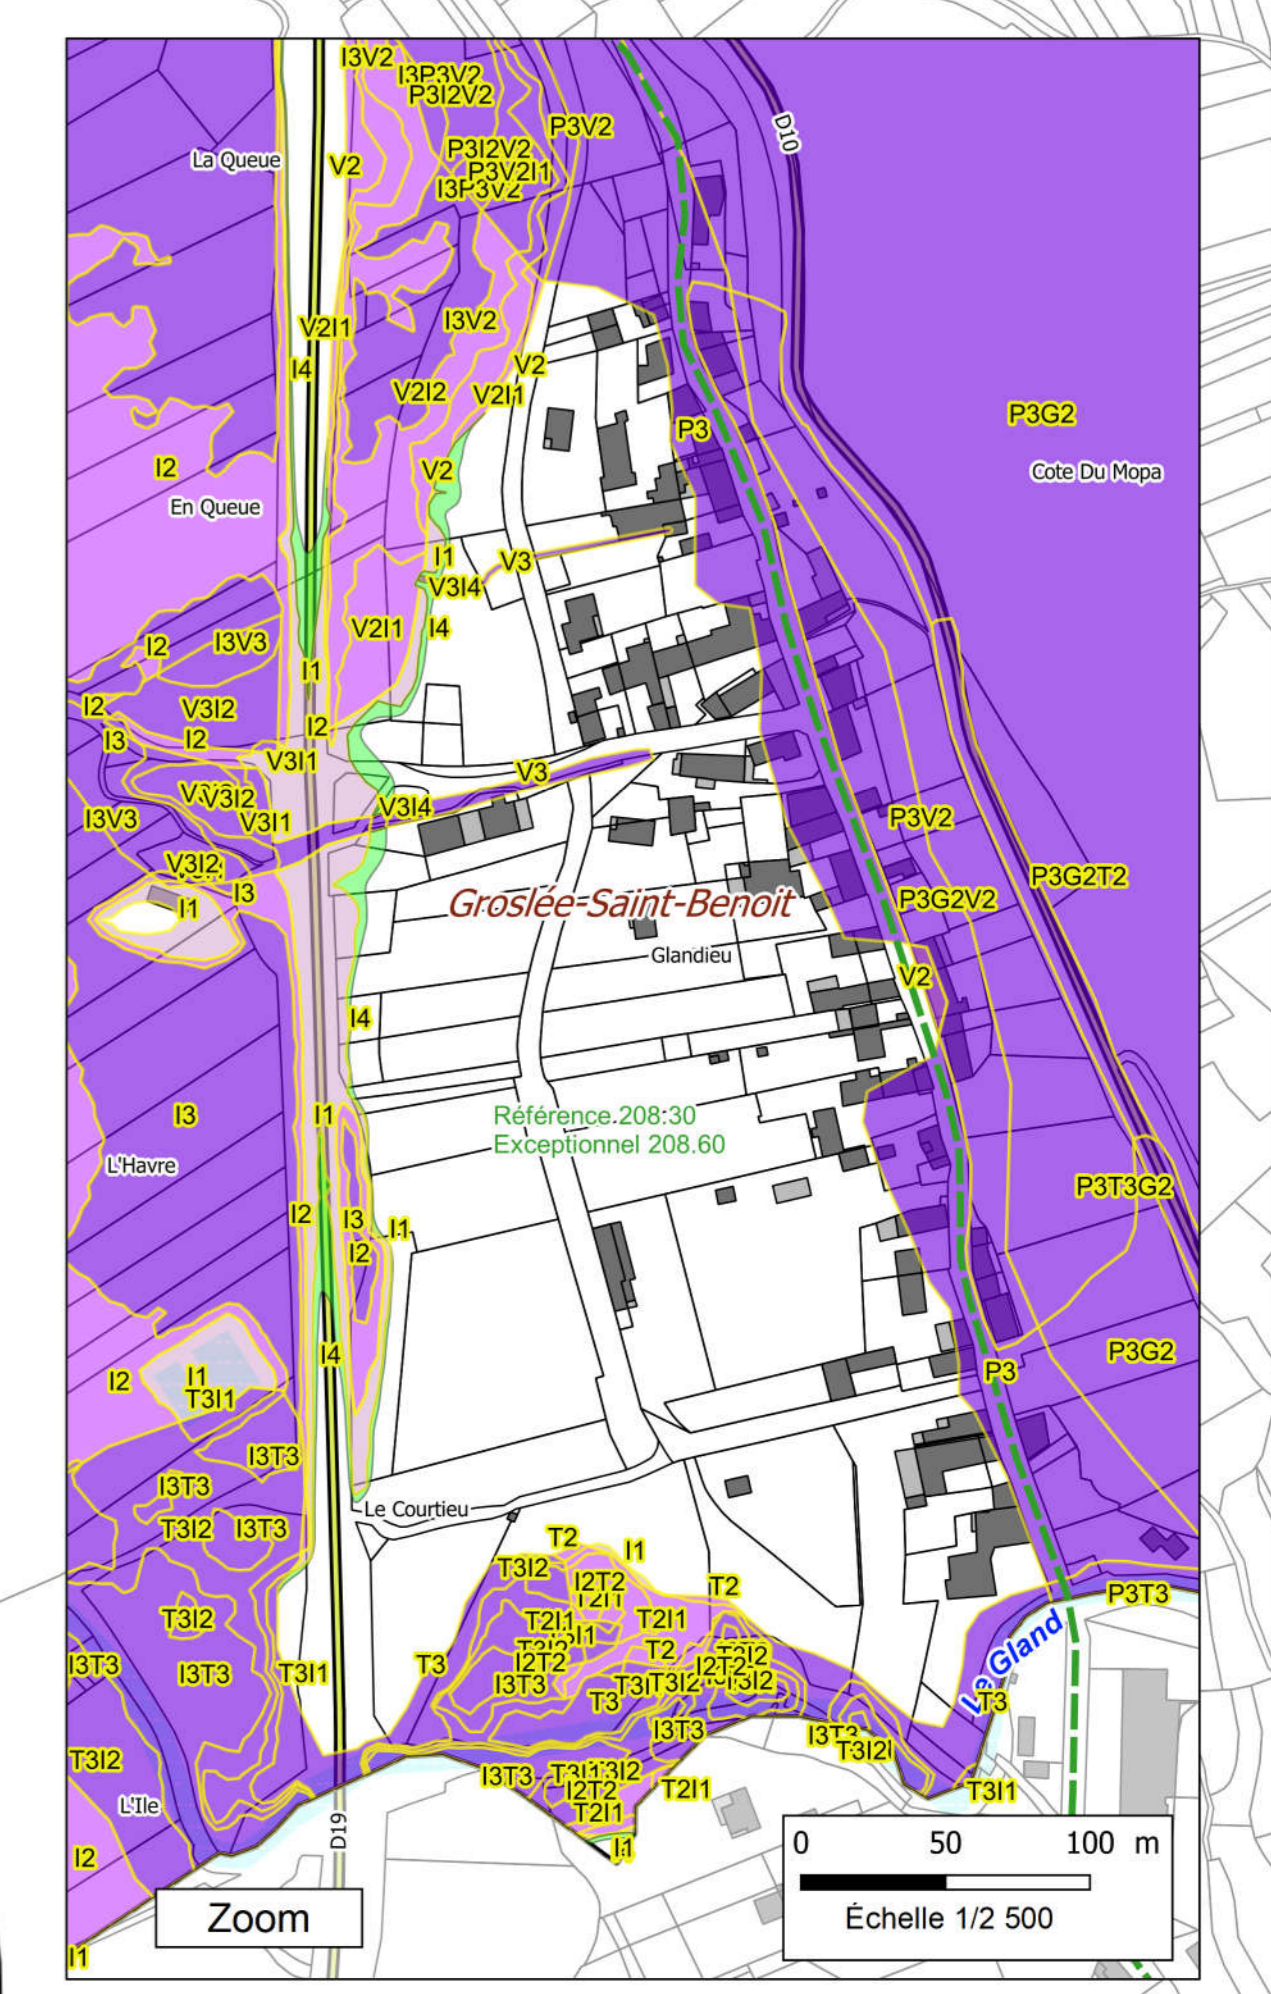 I3V2
I3P3V2
P3I2V2
P3V2
D10
La Queue
V2
P3I2V2
P3V2I1
I3P3V2
V2I1
I3V2
I4
V2
V2I2
V2I1
P3G2
P3
I2
V2
Cote Du Mopa
En Queue
I1
V3
V3I4
I2
I3V3
V2I1
I4
I1
I2
V3I2
I2
I3
I2
V3I1
V3
V3I2
V3I4
I3V3
V3I1
P3V2
V3I2
P3G2T2
I3
P3G2V2
I1
Groslée-Saint-Benoit
Glandieu
V2
I4
I3
I1
Référence 208:30
Exceptionnel 208.60
L'Havre
P3T3G2
I2
I3
I1
I2
I4
P3G2
I2
I1
P3
T3I1
I3T3
I3T3
Le Courtieu
T3I2
I3T3
T2
I1
T3I2
I2T2
T2I1
T2
P3T3
T3I2
T2I1
T2I1
Le Gland
I3T3
I3T3
T3I1
T3
I2T2
T2
I2T2
I3T3
T3I2
T3I2
T3
T3
I3T3
I3T3
T3I2
T3I2
I3T3
I2T2
T2I1
T3I1
L'Ile
T2I1
D19
I2
I1
0 50 100 m
Échelle 1/2 500
Zoom
I1